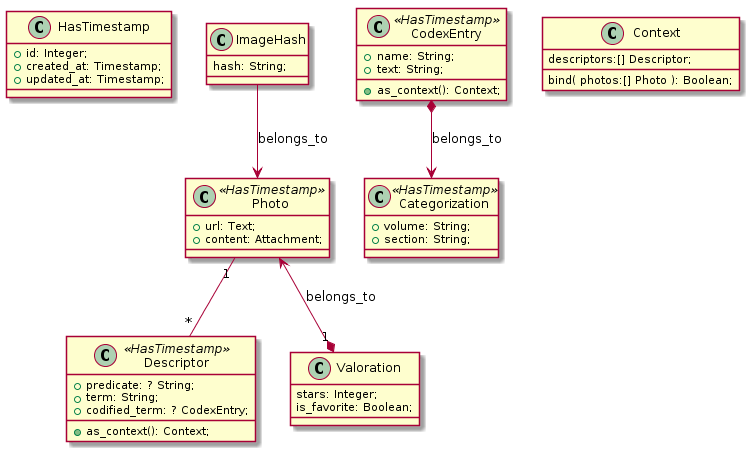 C HasTimestamp
id: Integer;
created_at: Timestamp;
updated_at: Timestamp;
C ImageHash
hash: String;
C «HasTimestamp»
CodexEntry
name: String;
text: String;
as_context(): Context;
C Context
descriptors:[] Descriptor;
bind( photos:[] Photo ): Boolean;
belongs_to
belongs_to
C «HasTimestamp»
Photo
url: Text;
content: Attachment;
C «HasTimestamp»
Categorization
volume: String;
section: String;
1
*
belongs_to
1
C «HasTimestamp»
Descriptor
predicate: ? String;
term: String;
codified_term: ? CodexEntry;
as_context(): Context;
C Valoration
stars: Integer;
is_favorite: Boolean;